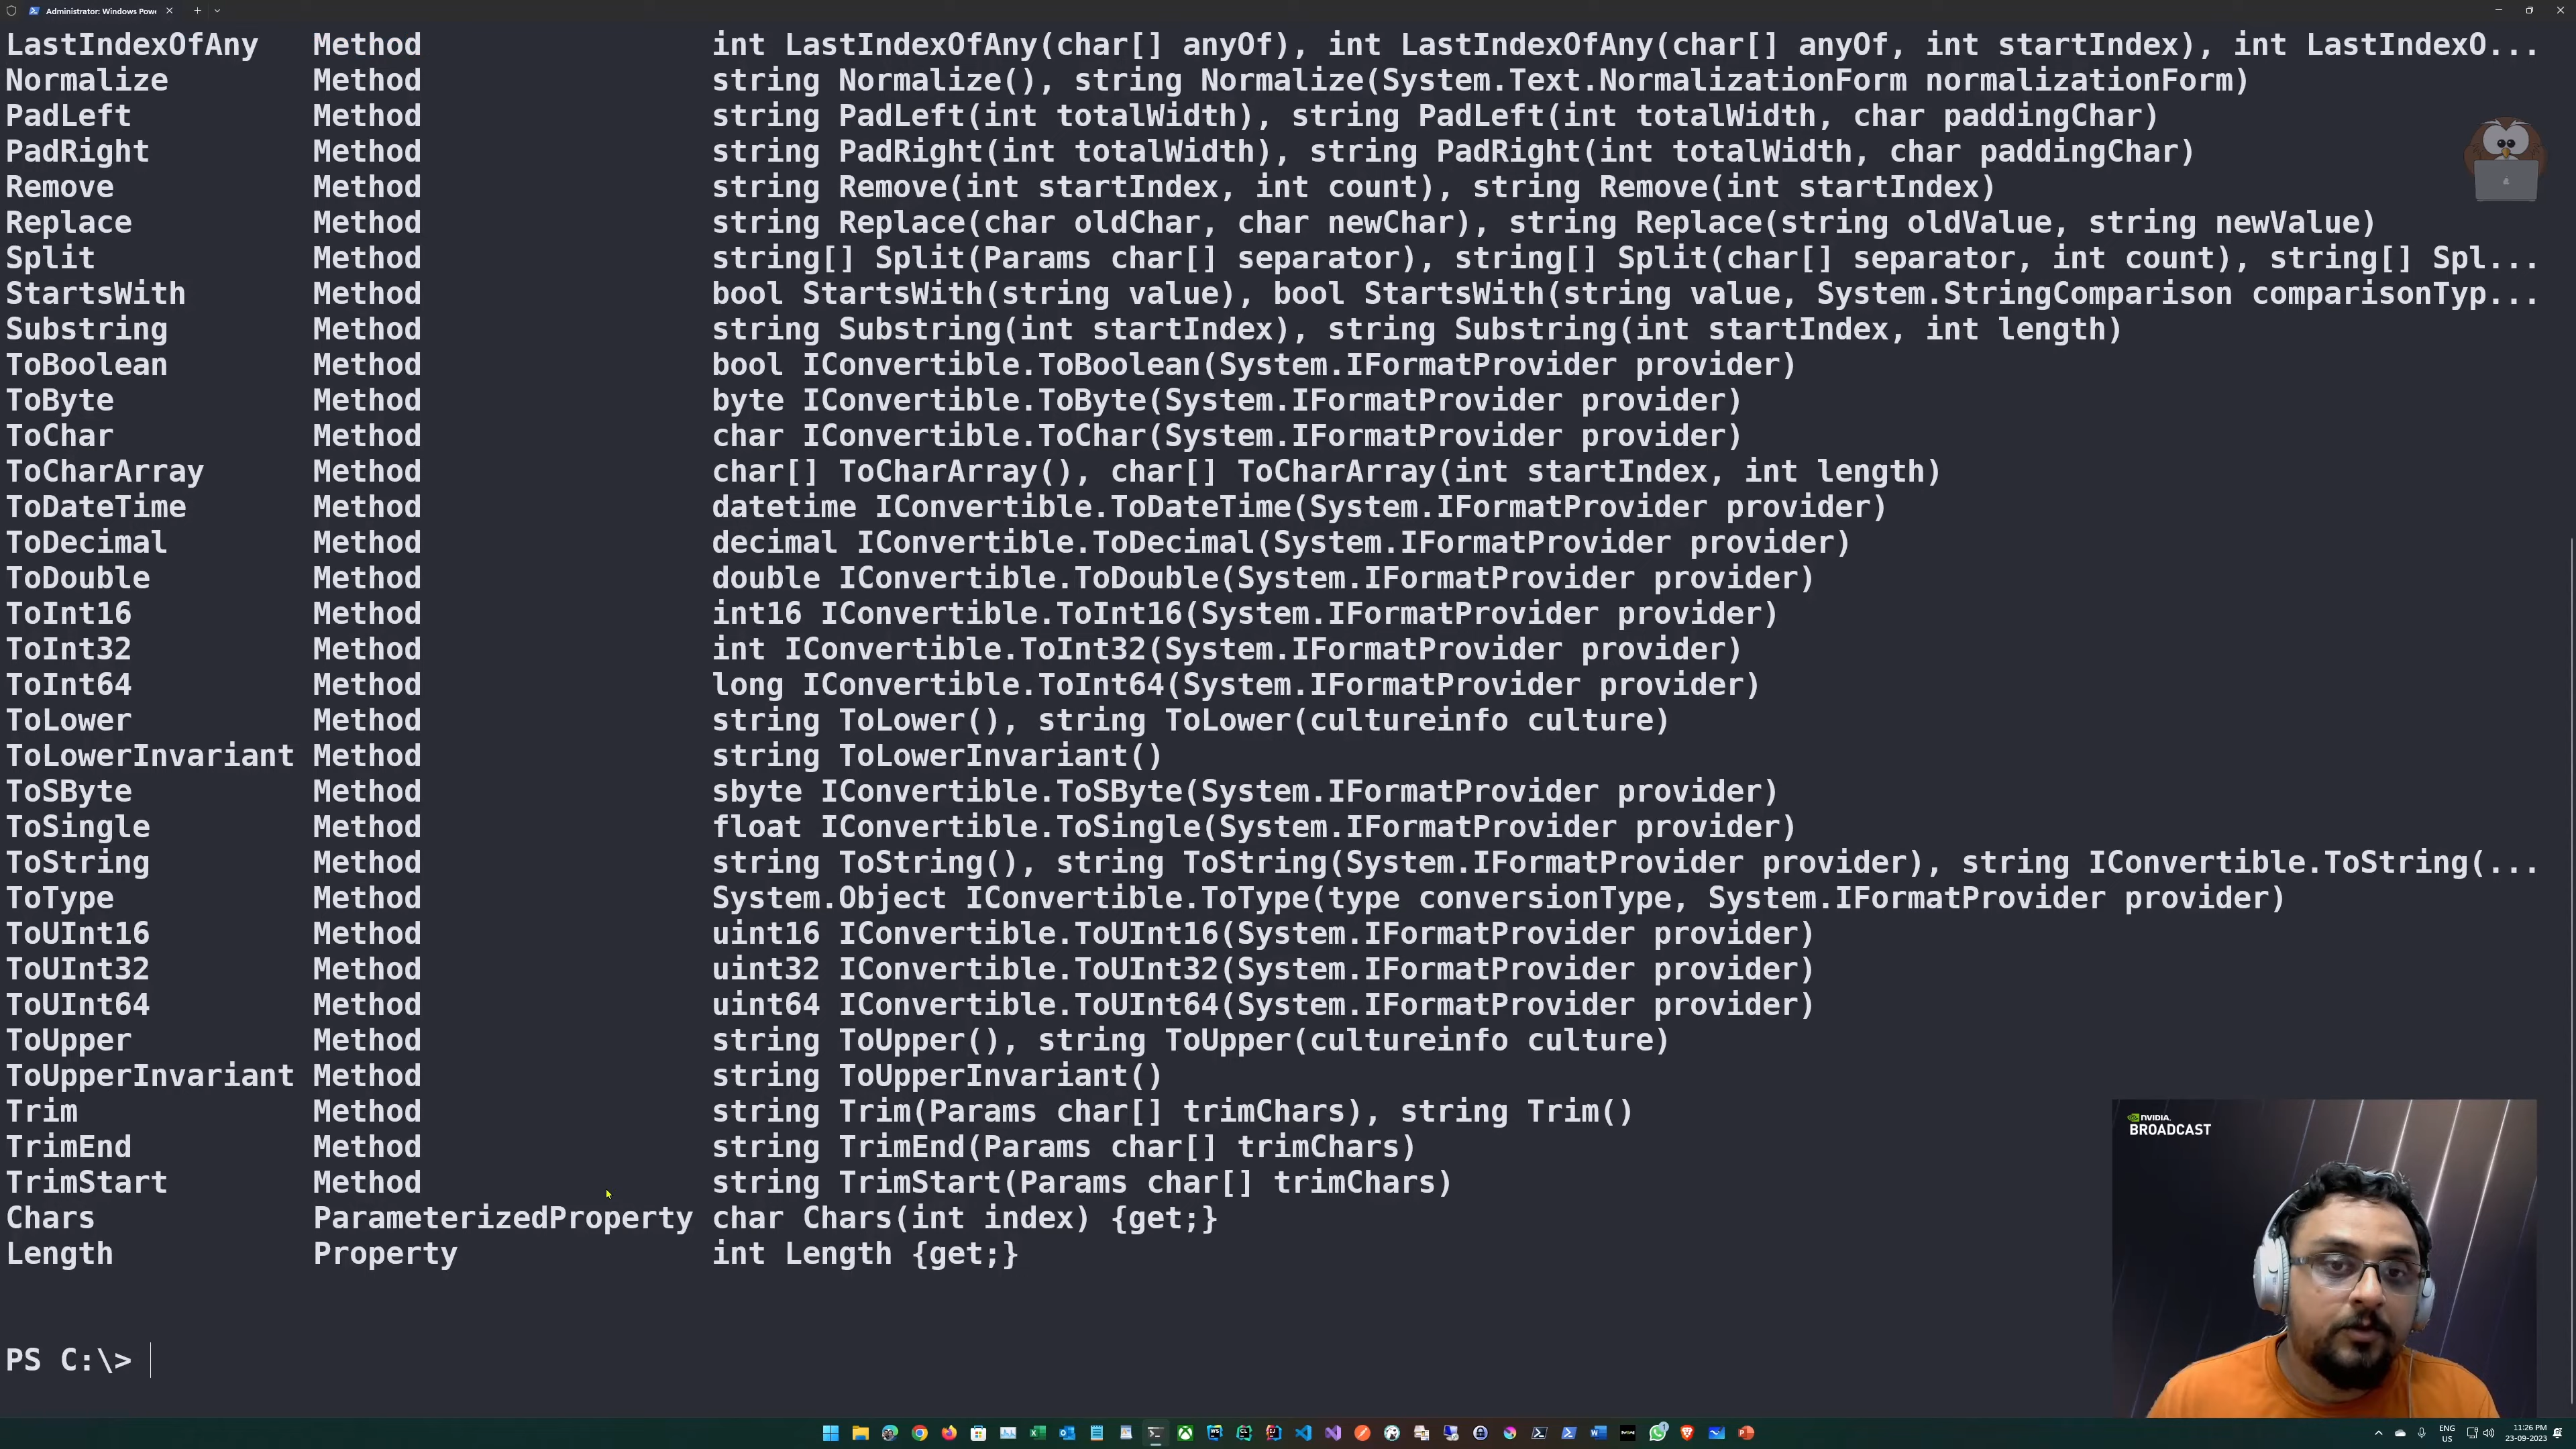 Administrator: Windows Pow
LastIndexOfAny Method int LastIndexOfAny(char[] anyOf), int LastIndexOfAny(char[] anyOf, int startIndex), int LastIndexO...
Normalize Method string Normalize(), string Normalize(System.Text.NormalizationForm normalizationForm)
PadLeft Method string PadLeft(int totalWidth), string PadLeft(int totalWidth, char paddingChar)
PadRight Method string PadRight(int totalWidth), string PadRight(int totalWidth, char paddingChar)
Remove Method string Remove(int startIndex, int count), string Remove(int startIndex)
Replace Method string Replace(char oldChar, char newChar), string Replace(string oldValue, string newValue)
Split Method string[] Split(Params char[] separator), string[] Split(char[] separator, int count), string[] Spl...
StartsWith Method bool StartsWith(string value), bool StartsWith(string value, System.StringComparison comparisonTyp...
Substring Method string Substring(int startIndex), string Substring(int startIndex, int length)
ToBoolean Method bool IConvertible.ToBoolean(System.IFormatProvider provider)
ToByte Method byte IConvertible.ToByte(System.IFormatProvider provider)
ToChar Method char IConvertible.ToChar(System.IFormatProvider provider)
ToCharArray Method char[] ToCharArray(), char[] ToCharArray(int startIndex, int length)
ToDateTime Method datetime IConvertible.ToDateTime(System.IFormatProvider provider)
ToDecimal Method decimal IConvertible.ToDecimal(System.IFormatProvider provider)
ToDouble Method double IConvertible.ToDouble(System.IFormatProvider provider)
ToInt16 Method int16 IConvertible.ToInt16(System.IFormatProvider provider)
ToInt32 Method int IConvertible.ToInt32(System.IFormatProvider provider)
ToInt64 Method long IConvertible.ToInt64(System.IFormatProvider provider)
ToLower Method string ToLower(), string ToLower(cultureinfo culture)
ToLowerInvariant Method string ToLowerInvariant()
ToSByte Method sbyte IConvertible.ToSByte(System.IFormatProvider provider)
ToSingle Method float IConvertible.ToSingle(System.IFormatProvider provider)
ToString Method string ToString(), string ToString(System.IFormatProvider provider), string IConvertible.ToString(...
ToType Method System.Object IConvertible.ToType(type conversionType, System.IFormatProvider provider)
ToUInt16 Method uint16 IConvertible.ToUInt16(System.IFormatProvider provider)
ToUInt32 Method uint32 IConvertible.ToUInt32(System.IFormatProvider provider)
ToUInt64 Method uint64 IConvertible.ToUInt64(System.IFormatProvider provider)
ToUpper Method string ToUpper(), string ToUpper(cultureinfo culture)
ToUpperInvariant Method string ToUpperInvariant()
Trim Method string Trim(Params char[] trimChars), string Trim()
TrimEnd Method string TrimEnd(Params char[] trimChars)
TrimStart Method string TrimStart(Params char[] trimChars)
Chars ParameterizedProperty char Chars(int index) {get;}
Length Property int Length {get;}
PS C:\>
NVIDIA.
BROADCAST
ENG
US
11:26 PM
23-09-2023